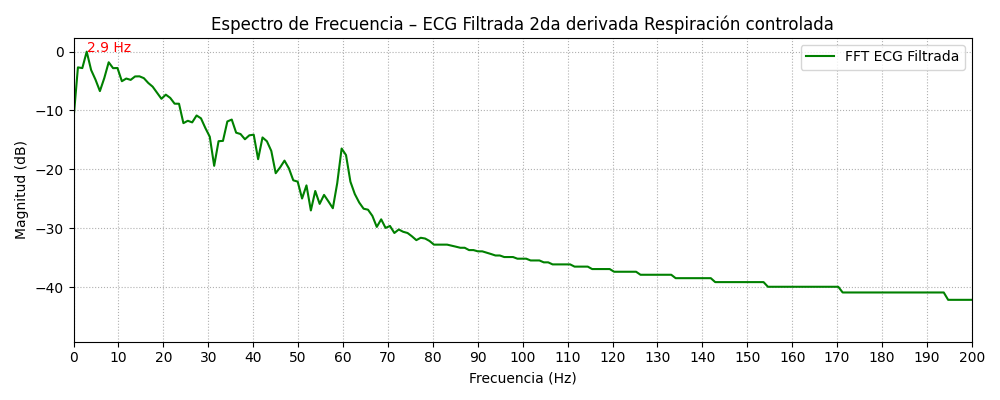 Espectro de Frecuencia – ECG Filtrada 2da derivada Respiración controlada
2.9 Hz
FFT ECG Filtrada
Magnitud (dB)
0
−10
−20
−30
−40
0 10 20 30 40 50 60 70 80 90 100 110 120 130 140 150 160 170 180 190 200
Frecuencia (Hz)